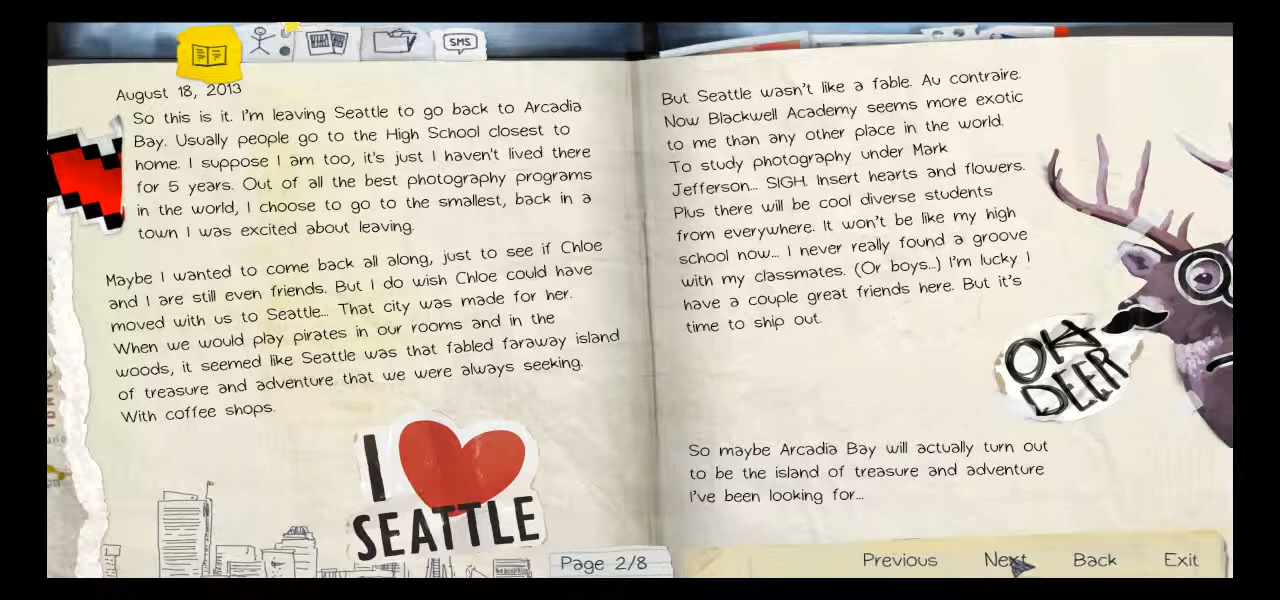 SMS
August 18, 2013
So this is it. I'm leaving Seattle to go back to Arcadia
Bay. Usually people go to the High School closest to
home. I suppose I am too, it's just I haven't lived there
for 5 years. Out of all the best photography programs
in the world, I choose to go to the smallest, back in a
town I was excited about leaving.
Maybe I wanted to come back all along, just to see if Chloe
and I are still even friends. But I do wish Chloe could have
moved with us to Seattle... That city was made for her.
When we would play pirates in our rooms and in the
woods, it seemed like Seattle was that fabled faraway island
of treasure and adventure that we were always seeking.
With coffee shops.
I
SEATTLE
But Seattle wasn't like a fable. Au contraire.
Now Blackwell Academy seems more exotic
to me than any other place in the world.
To study photography under Mark
Jefferson... SIGH. Insert hearts and flowers.
Plus there will be cool diverse students
from everywhere. It won't be like my high
school now... I never really found a groove
with my classmates. (Or boys...) I'm lucky I
have a couple great friends here. But it's
time to ship out.
OH
DEER
So maybe Arcadia Bay will actually turn out
to be the island of treasure and adventure
I've been looking for...
Page 2/8
Previous Next Back Exit